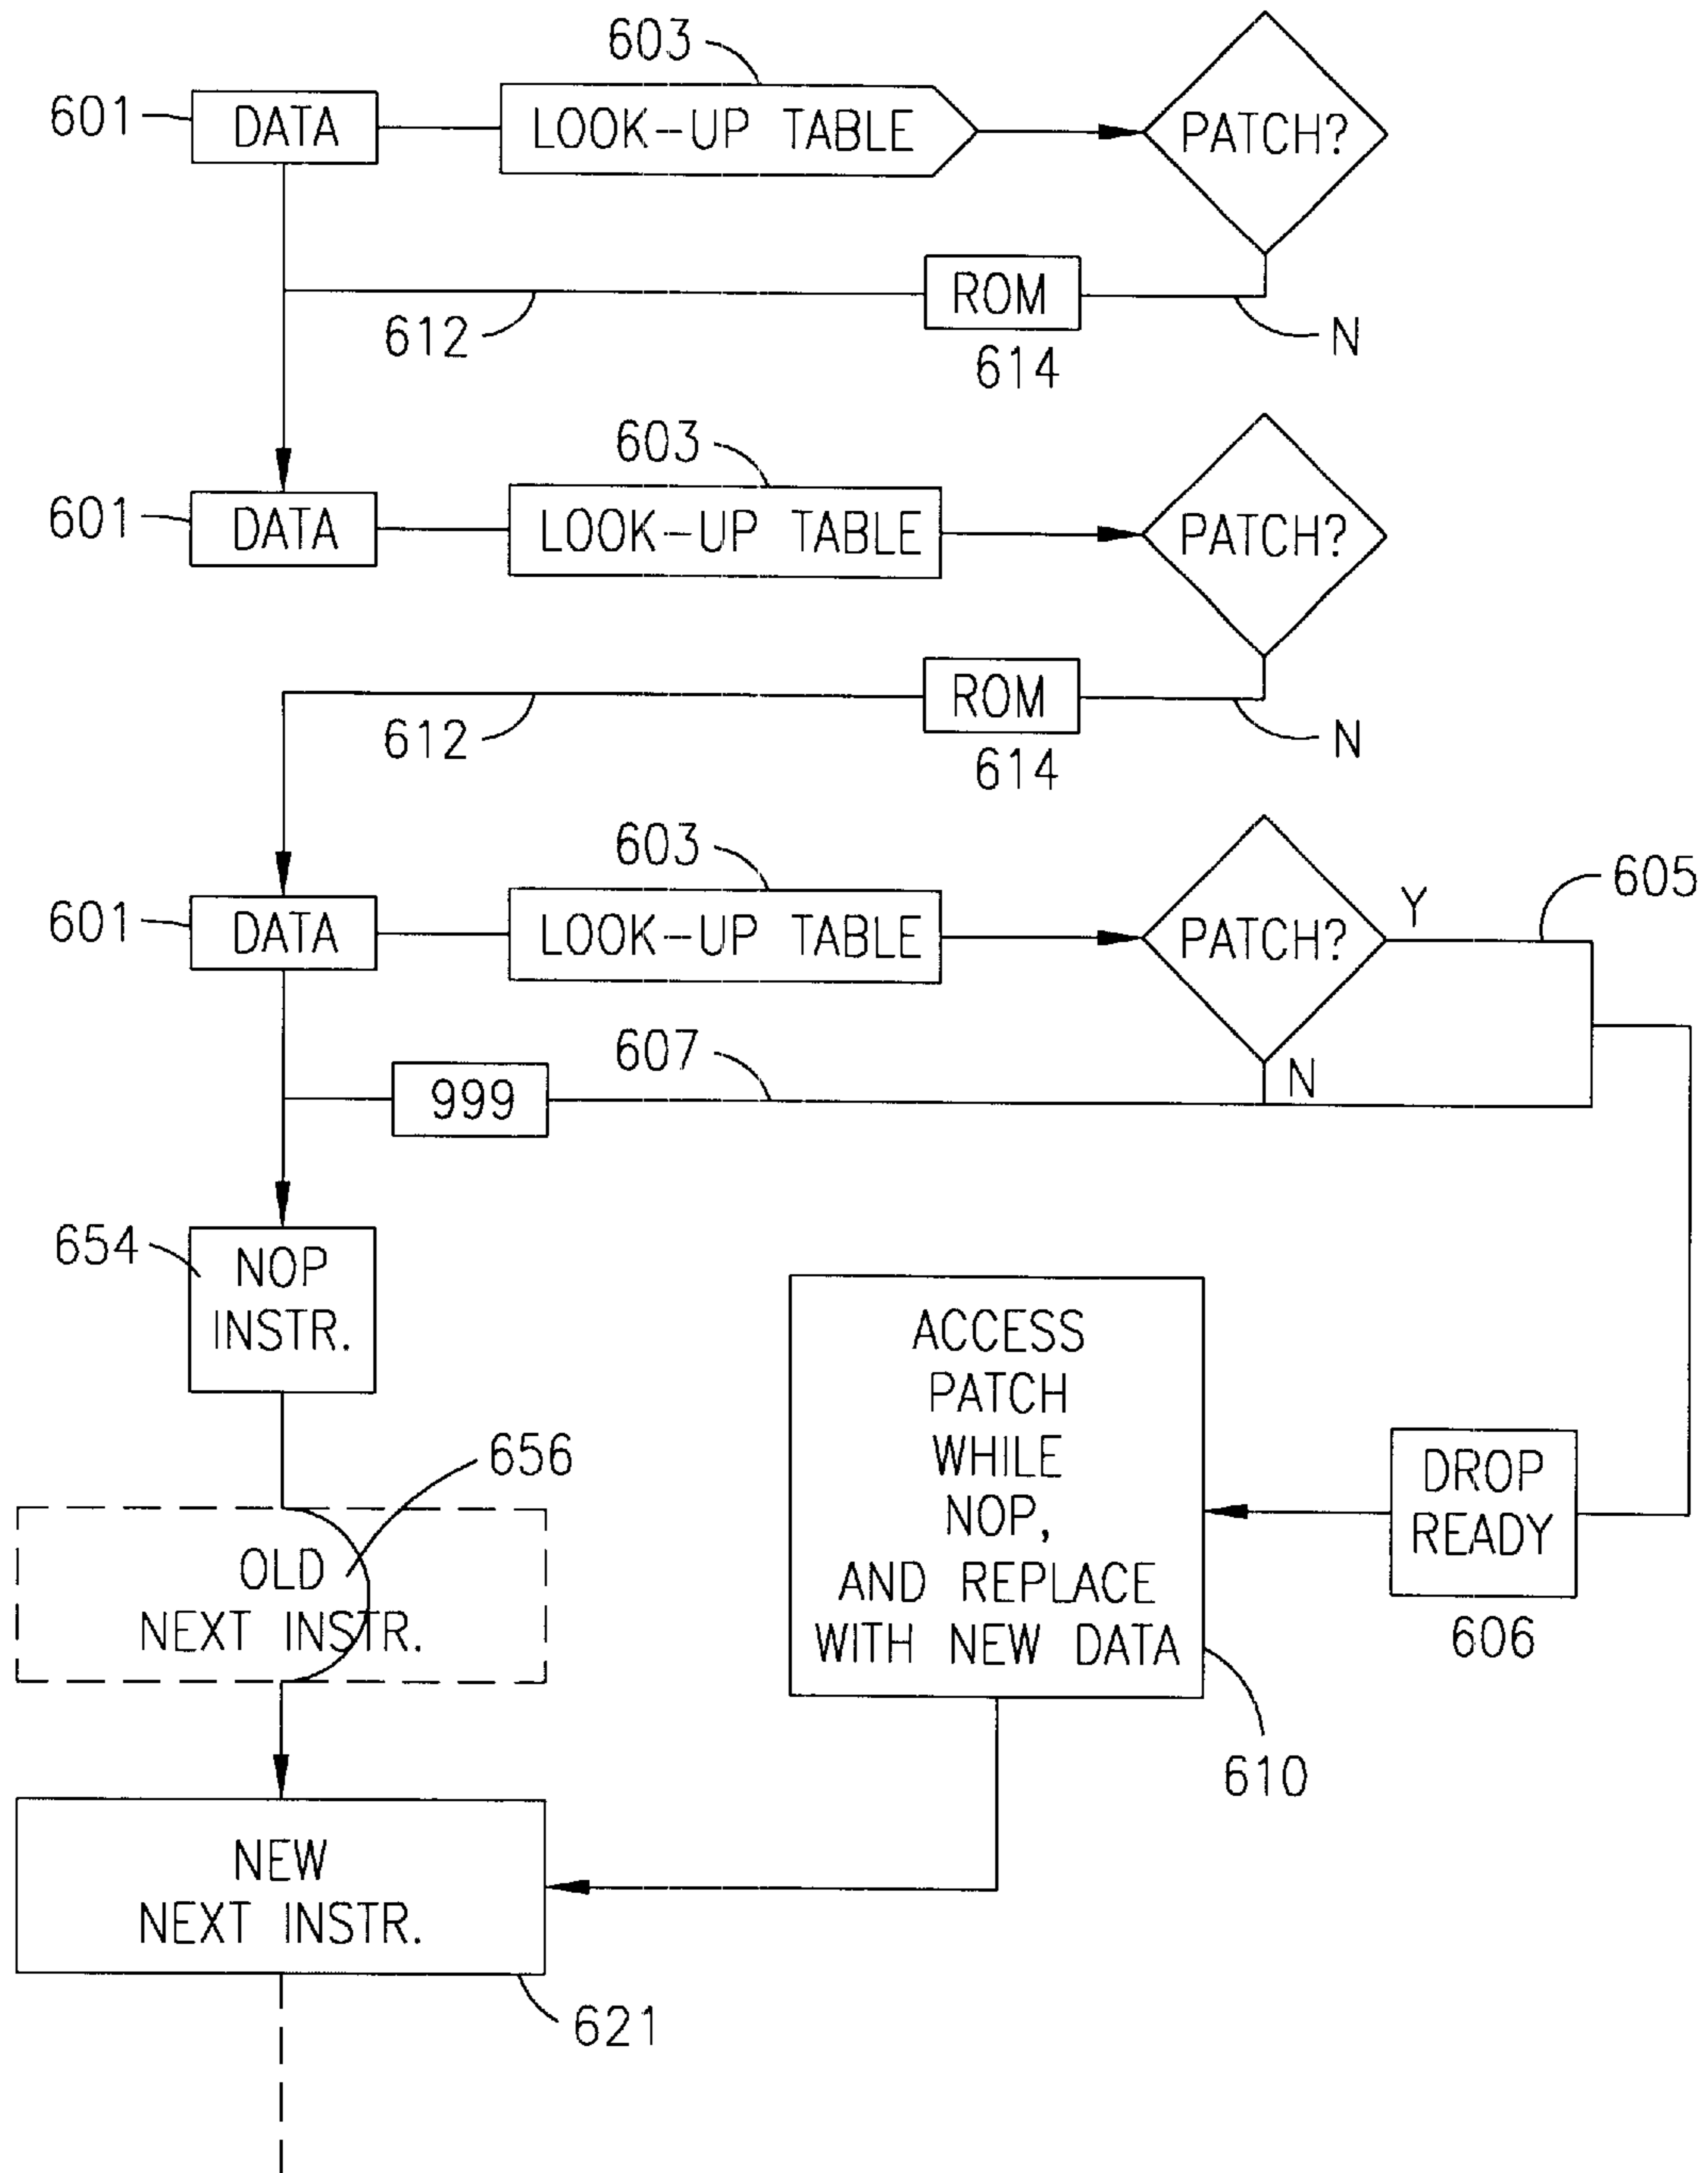 603
601
DATA
LOOK-UP TABLE
PATCH?
ROM
612
614
N
603
601
DATA
LOOK-UP TABLE
PATCH?
ROM
612
614
N
603
605
Y
601
DATA
LOOK-UP TABLE
PATCH?
607
N
999
654
NOP
INSTR.
ACCESS
PATCH
WHILE
NOP,
AND REPLACE
WITH NEW DATA
DROP
READY
606
656
OLD
NEXT INSTR.
610
NEW
NEXT INSTR.
621